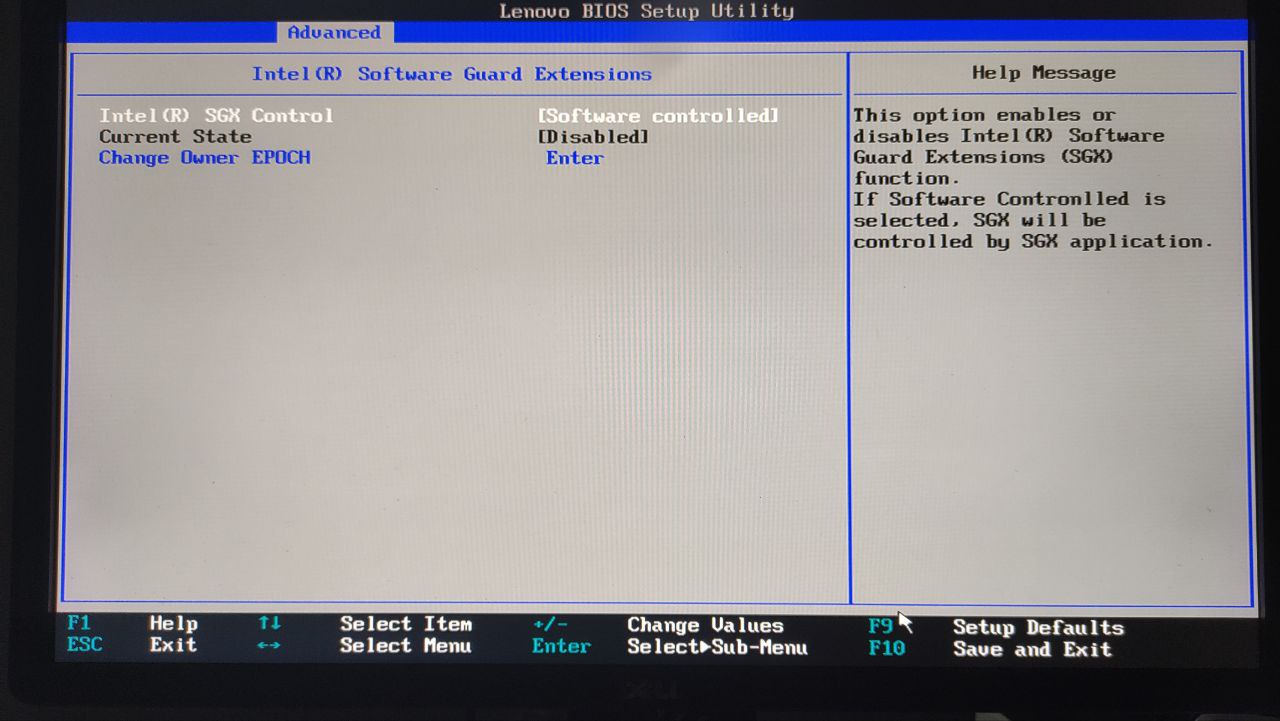 Lenovo BIOS Setup Utility
Advanced
Intel(R) Software Guard Extensions
Help Message
Intel(R) SGX Control [Software controlled]
Current State [Disabled]
Change Owner EPOCH Enter
This option enables or
disables Intel(R) Software
Guard Extensions (SGX)
function.
If Software Contronlled is
selected, SGX will be
controlled by SGX application.
F1 Help ↑↓ Select Item +/- Change Values F9 Setup Defaults
ESC Exit ←→ Select Menu Enter Select▶Sub-Menu F10 Save and Exit